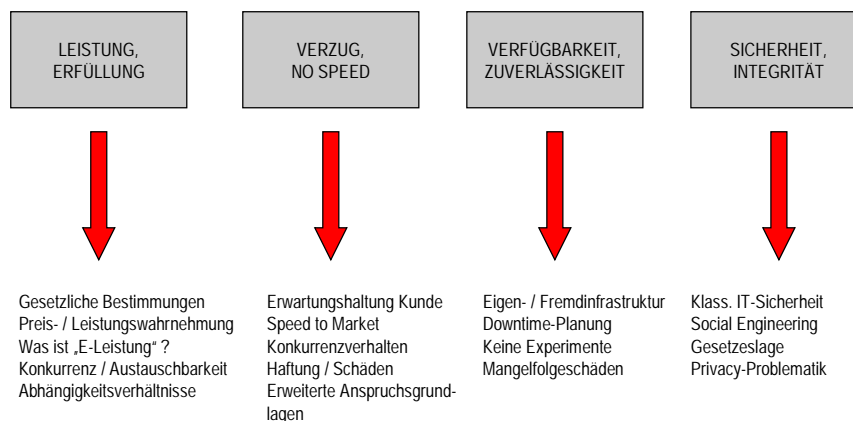 LEISTUNG,
ERFÜLLUNG
VERZUG,
NO SPEED
VERFÜGBARKEIT,
ZUVERLÄSSIGKEIT
SICHERHEIT,
INTEGRITÄT
Gesetzliche Bestimmungen
Preis- / Leistungswahrnehmung
Was ist „E-Leistung“ ?
Konkurrenz / Austauschbarkeit
Abhängigkeitsverhältnisse
Erwartungshaltung Kunde
Speed to Market
Konkurrenzverhalten
Haftung / Schäden
Erweiterte Anspruchsgrund-
lagen
Eigen- / Fremdinfrastruktur
Downtime-Planung
Keine Experimente
Mangelfolgeschäden
Klass. IT-Sicherheit
Social Engineering
Gesetzeslage
Privacy-Problematik